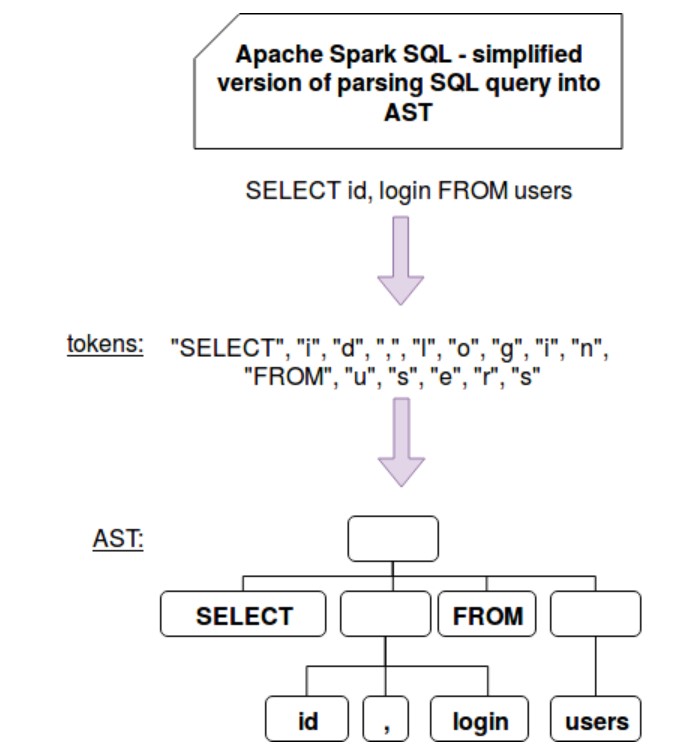 Apache Spark SQL - simplified
version of parsing SQL query into
AST
SELECT id, login FROM users
tokens: "SELECT", "i", "d", ",", "l", "o", "g", "i", "n",
"FROM", "u", "s", "e", "r", "s"
AST:
SELECT FROM
id , login users